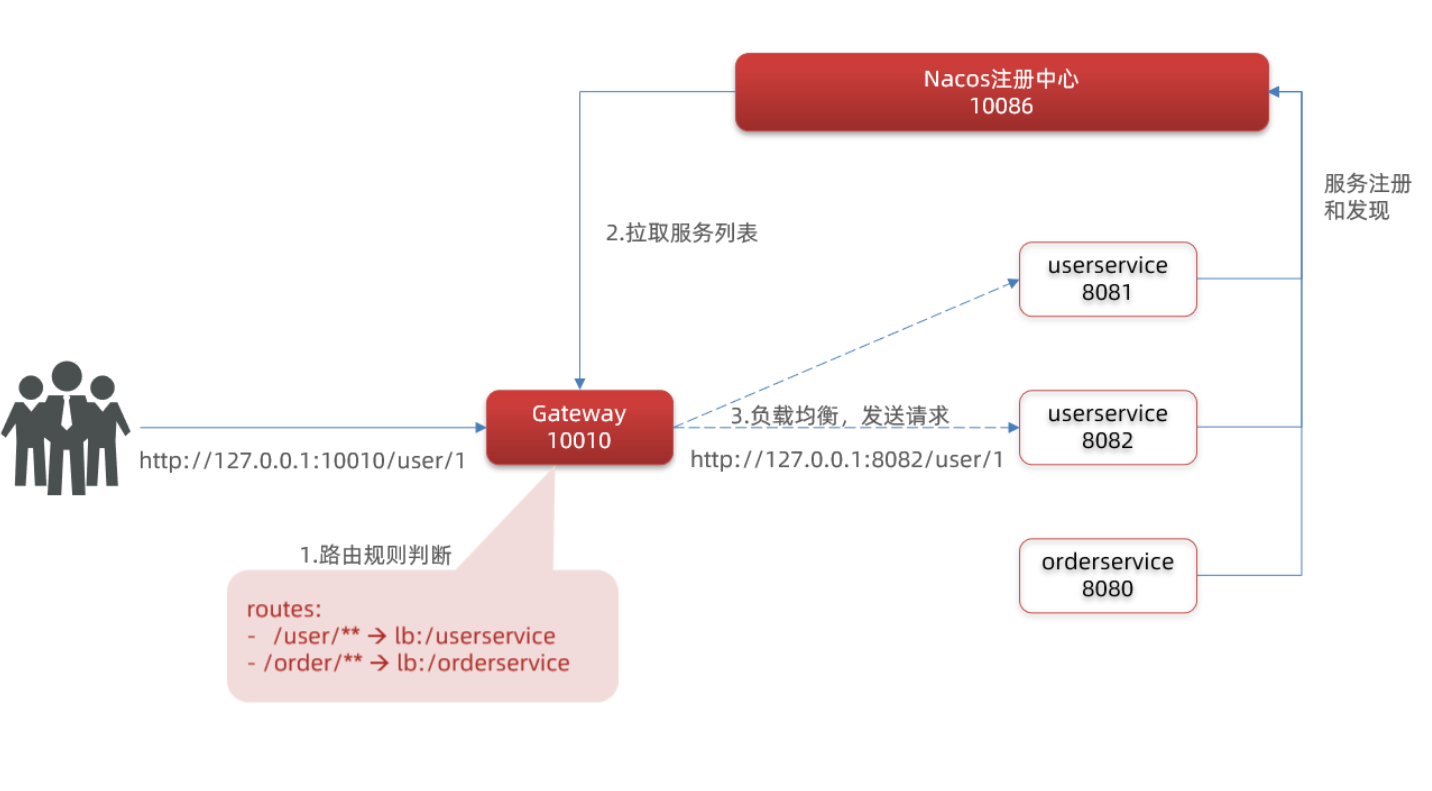 Nacos注册中心
10086
服务注册
和发现
2.拉取服务列表
userservice
8081
Gateway
10010
3.负载均衡，发送请求
userservice
8082
http://127.0.0.1:10010/user/1
http://127.0.0.1:8082/user/1
1.路由规则判断
orderservice
8080
routes:
- /user/** → lb:/userservice
- /order/** → lb:/orderservice